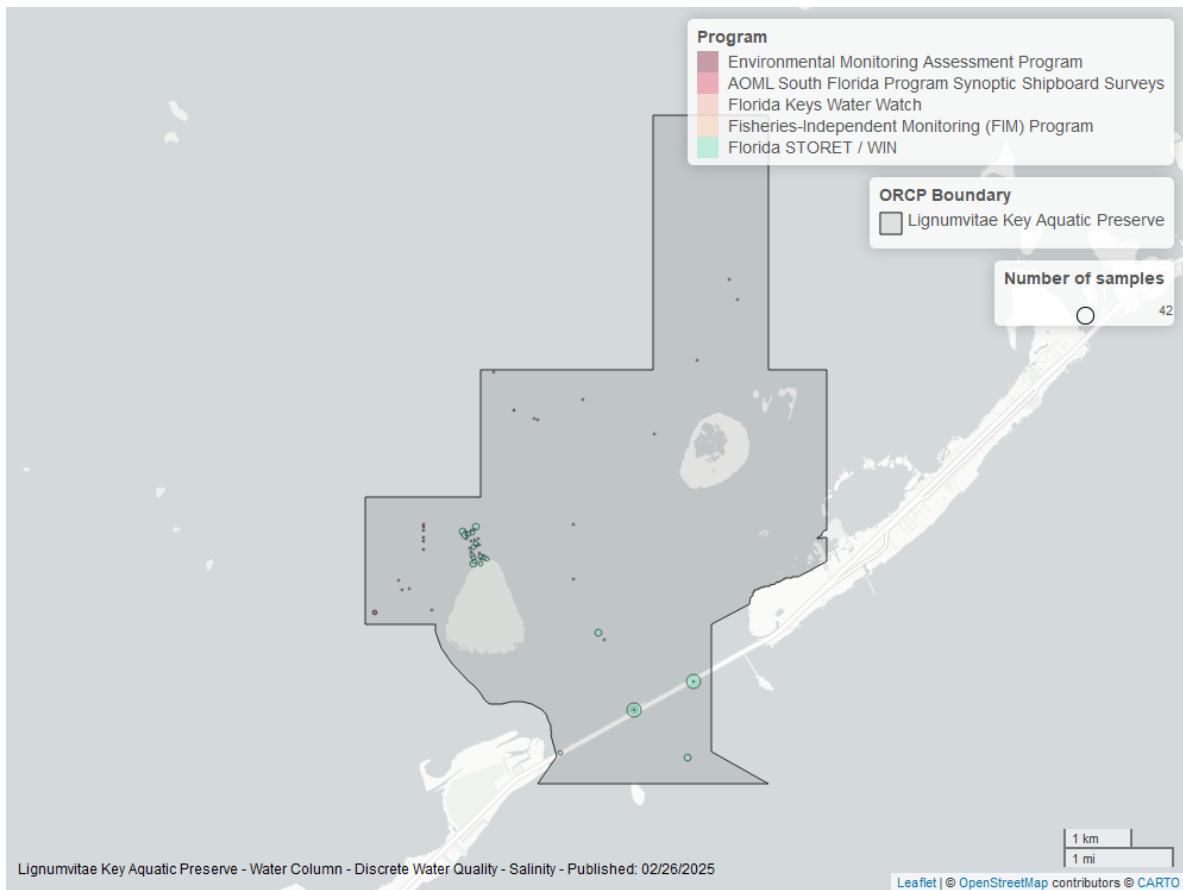 Program
Environmental Monitoring Assessment Program
AOML South Florida Program Synoptic Shipboard Surveys
Florida Keys Water Watch
Fisheries-Independent Monitoring (FIM) Program
Florida STORET / WIN
ORCP Boundary
Lignumvitae Key Aquatic Preserve
Number of samples
42
1 km
1 mi
Lignumvitae Key Aquatic Preserve - Water Column - Discrete Water Quality - Salinity - Published: 02/26/2025
Leaflet | © OpenStreetMap contributors © CARTO